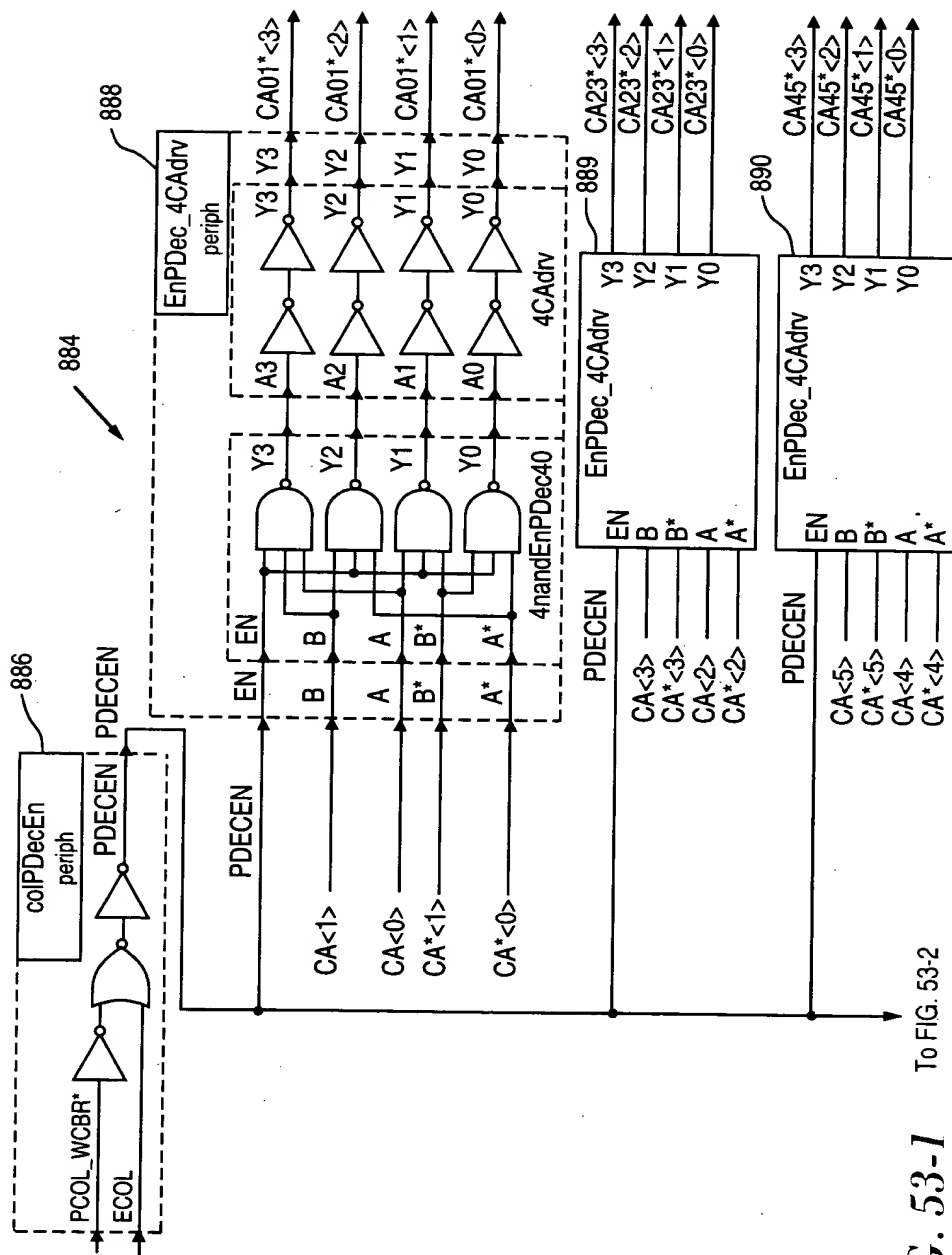 886
colPDecEn
periph
PCOL_WCBR*
ECOL
PDECEN
PDECEN
884
888
EnPDec_4CAdrv
periph
PDECEN
EN
EN
CA<1>
B
B
CA<0>
A
A
CA*<1>
B*
B*
CA*<0>
A*
A*
Y3
A3
Y3
Y3
CA01*<3>
Y2
A2
Y2
Y2
CA01*<2>
Y1
A1
Y1
Y1
CA01*<1>
Y0
A0
Y0
Y0
CA01*<0>
4nandEnPDec40
4CAdrv
889
EnPDec_4CAdrv
PDECEN
EN
CA<3>
B
CA*<3>
B*
CA<2>
A
CA*<2>
A*
Y3
CA23*<3>
Y2
CA23*<2>
Y1
CA23*<1>
Y0
CA23*<0>
890
EnPDec_4CAdrv
PDECEN
EN
CA<5>
B
CA*<5>
B*
CA<4>
A
CA*<4>
A*
Y3
CA45*<3>
Y2
CA45*<2>
Y1
CA45*<1>
Y0
CA45*<0>
To FIG. 53-2
G. 53-1